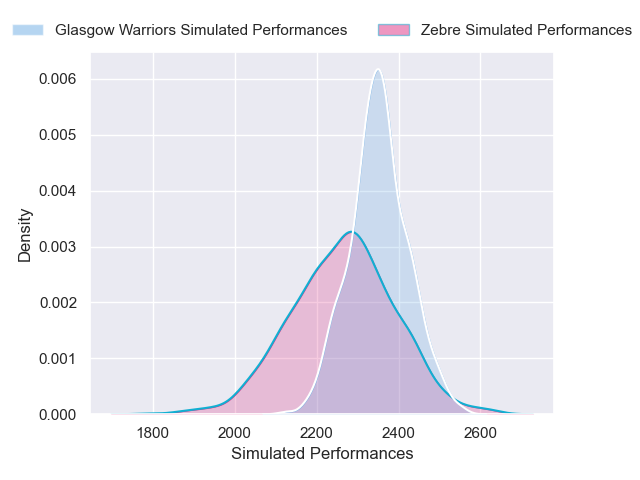 Glasgow Warriors Simulated Performances
Zebre Simulated Performances
0.006
0.005
0.004
0.003
0.002
0.001
0.000
Density
1800 2000 2200 2400 2600
Simulated Performances